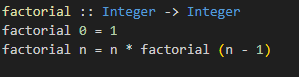 factorial :: Integer -> Integer
factorial 0 = 1
factorial n = n * factorial (n - 1)